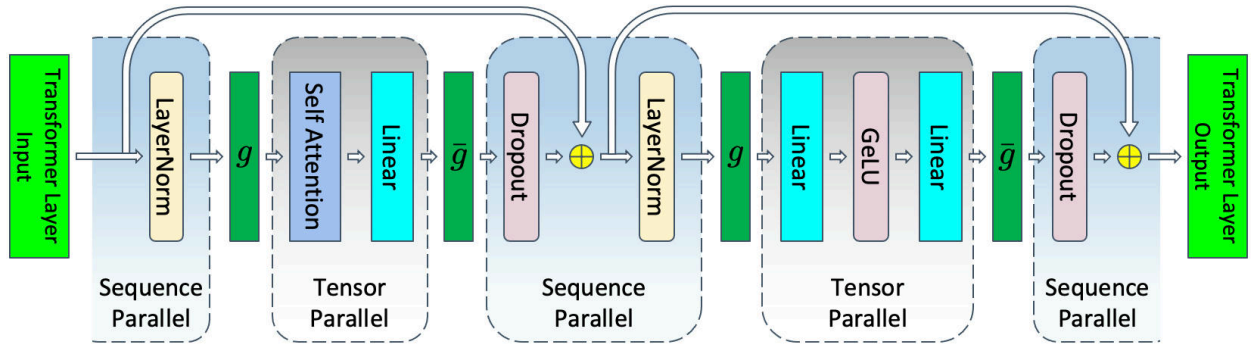 Transformer Layer
Input
LayerNorm
g
Self Attention
Linear
ḡ
Dropout
LayerNorm
g
Linear
GeLU
Linear
ḡ
Dropout
Transformer Layer
Output
Sequence
Parallel
Tensor
Parallel
Sequence
Parallel
Tensor
Parallel
Sequence
Parallel